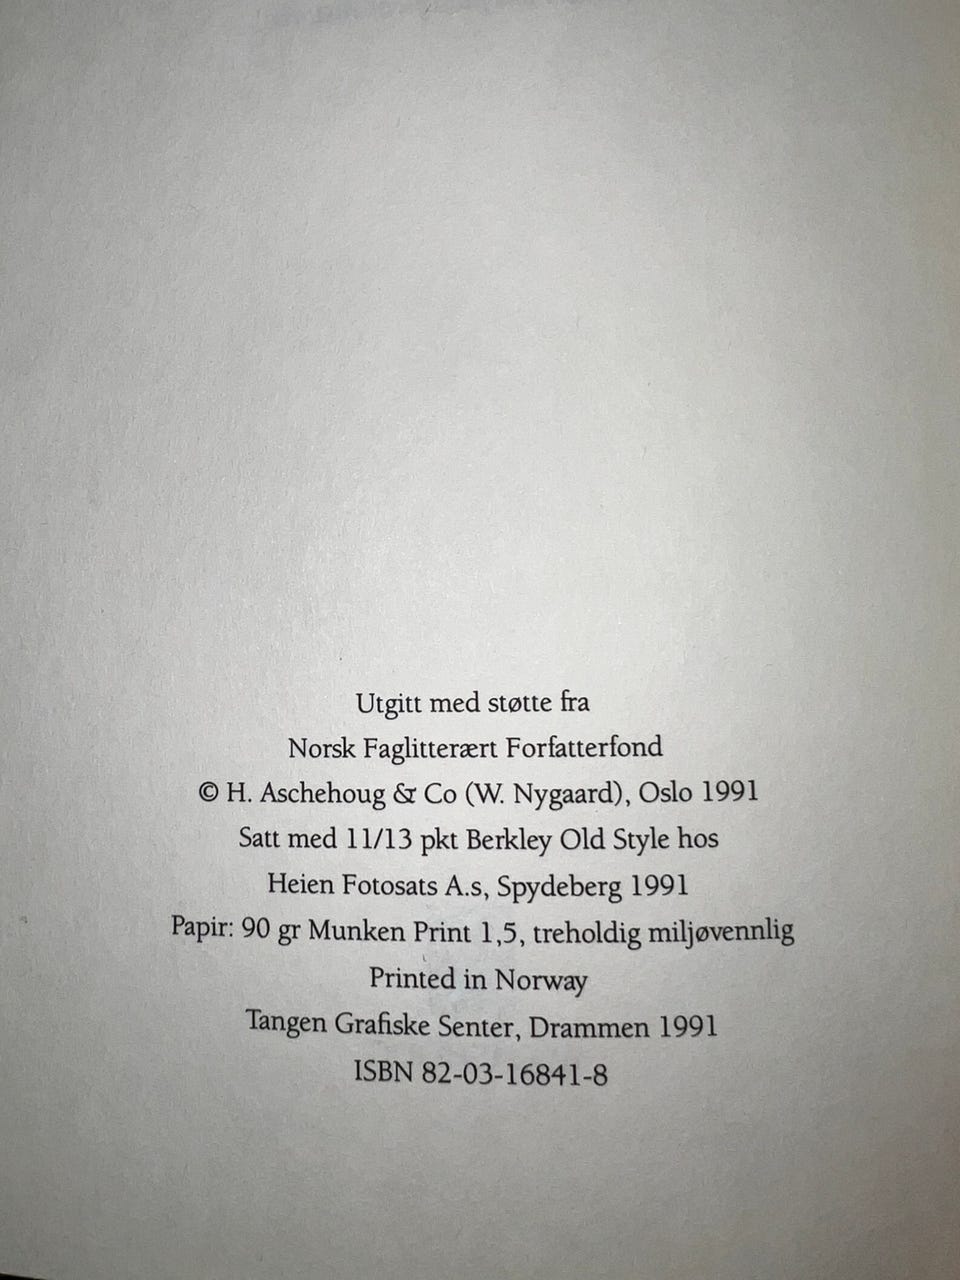 Utgitt med støtte fra
Norsk Faglitterært Forfatterfond
© H. Aschehoug & Co (W. Nygaard), Oslo 1991
Satt med 11/13 pkt Berkley Old Style hos
Heien Fotosats A.s, Spydeberg 1991
Papir: 90 gr Munken Print 1,5, treholdig miljøvennlig
Printed in Norway
Tangen Grafiske Senter, Drammen 1991
ISBN 82-03-16841-8